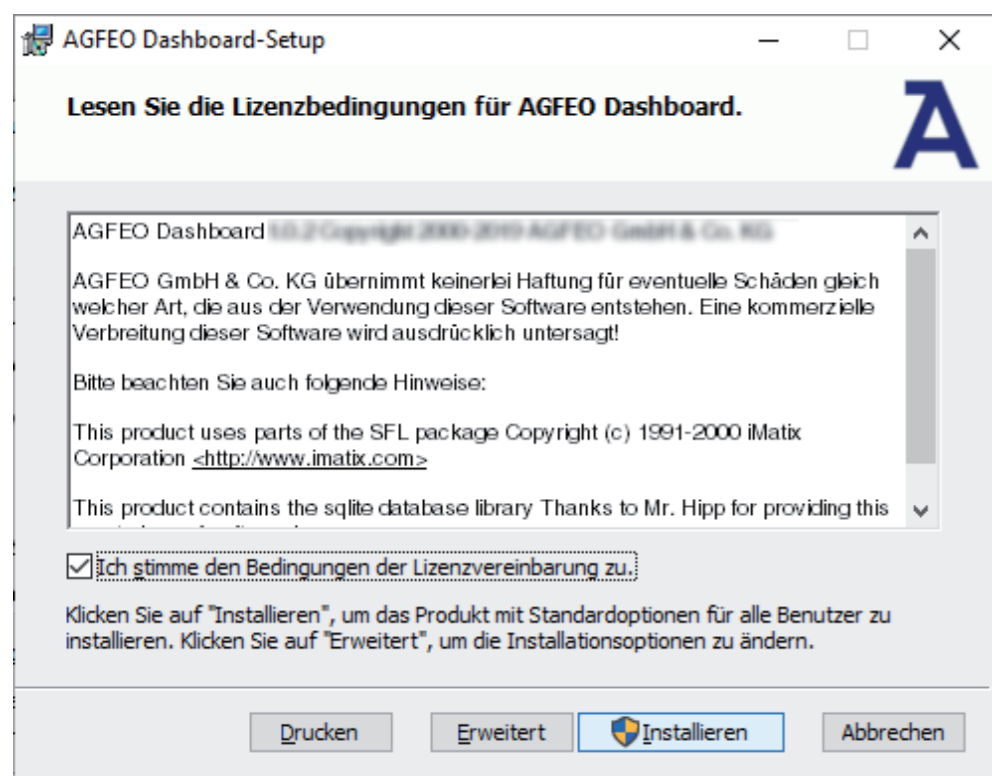 AGFEO Dashboard-Setup
Lesen Sie die Lizenzbedingungen für AGFEO Dashboard.
AGFEO Dashboard
AGFEO GmbH & Co. KG übernimmt keinerlei Haftung für eventuelle Schäden gleich
welcher Art, die aus der Verwendung dieser Software entstehen. Eine kommerzielle
Verbreitung dieser Software wird ausdrücklich untersagt!
Bitte beachten Sie auch folgende Hinweise:
This product uses parts of the SFL package Copyright (c) 1991-2000 iMatix
Corporation <http://www.imatix.com>
This product contains the sqlite database library Thanks to Mr. Hipp for providing this
Ich stimme den Bedingungen der Lizenzvereinbarung zu.
Klicken Sie auf "Installieren", um das Produkt mit Standardoptionen für alle Benutzer zu
installieren. Klicken Sie auf "Erweitert", um die Installationsoptionen zu ändern.
Drucken Erweitert Installieren Abbrechen